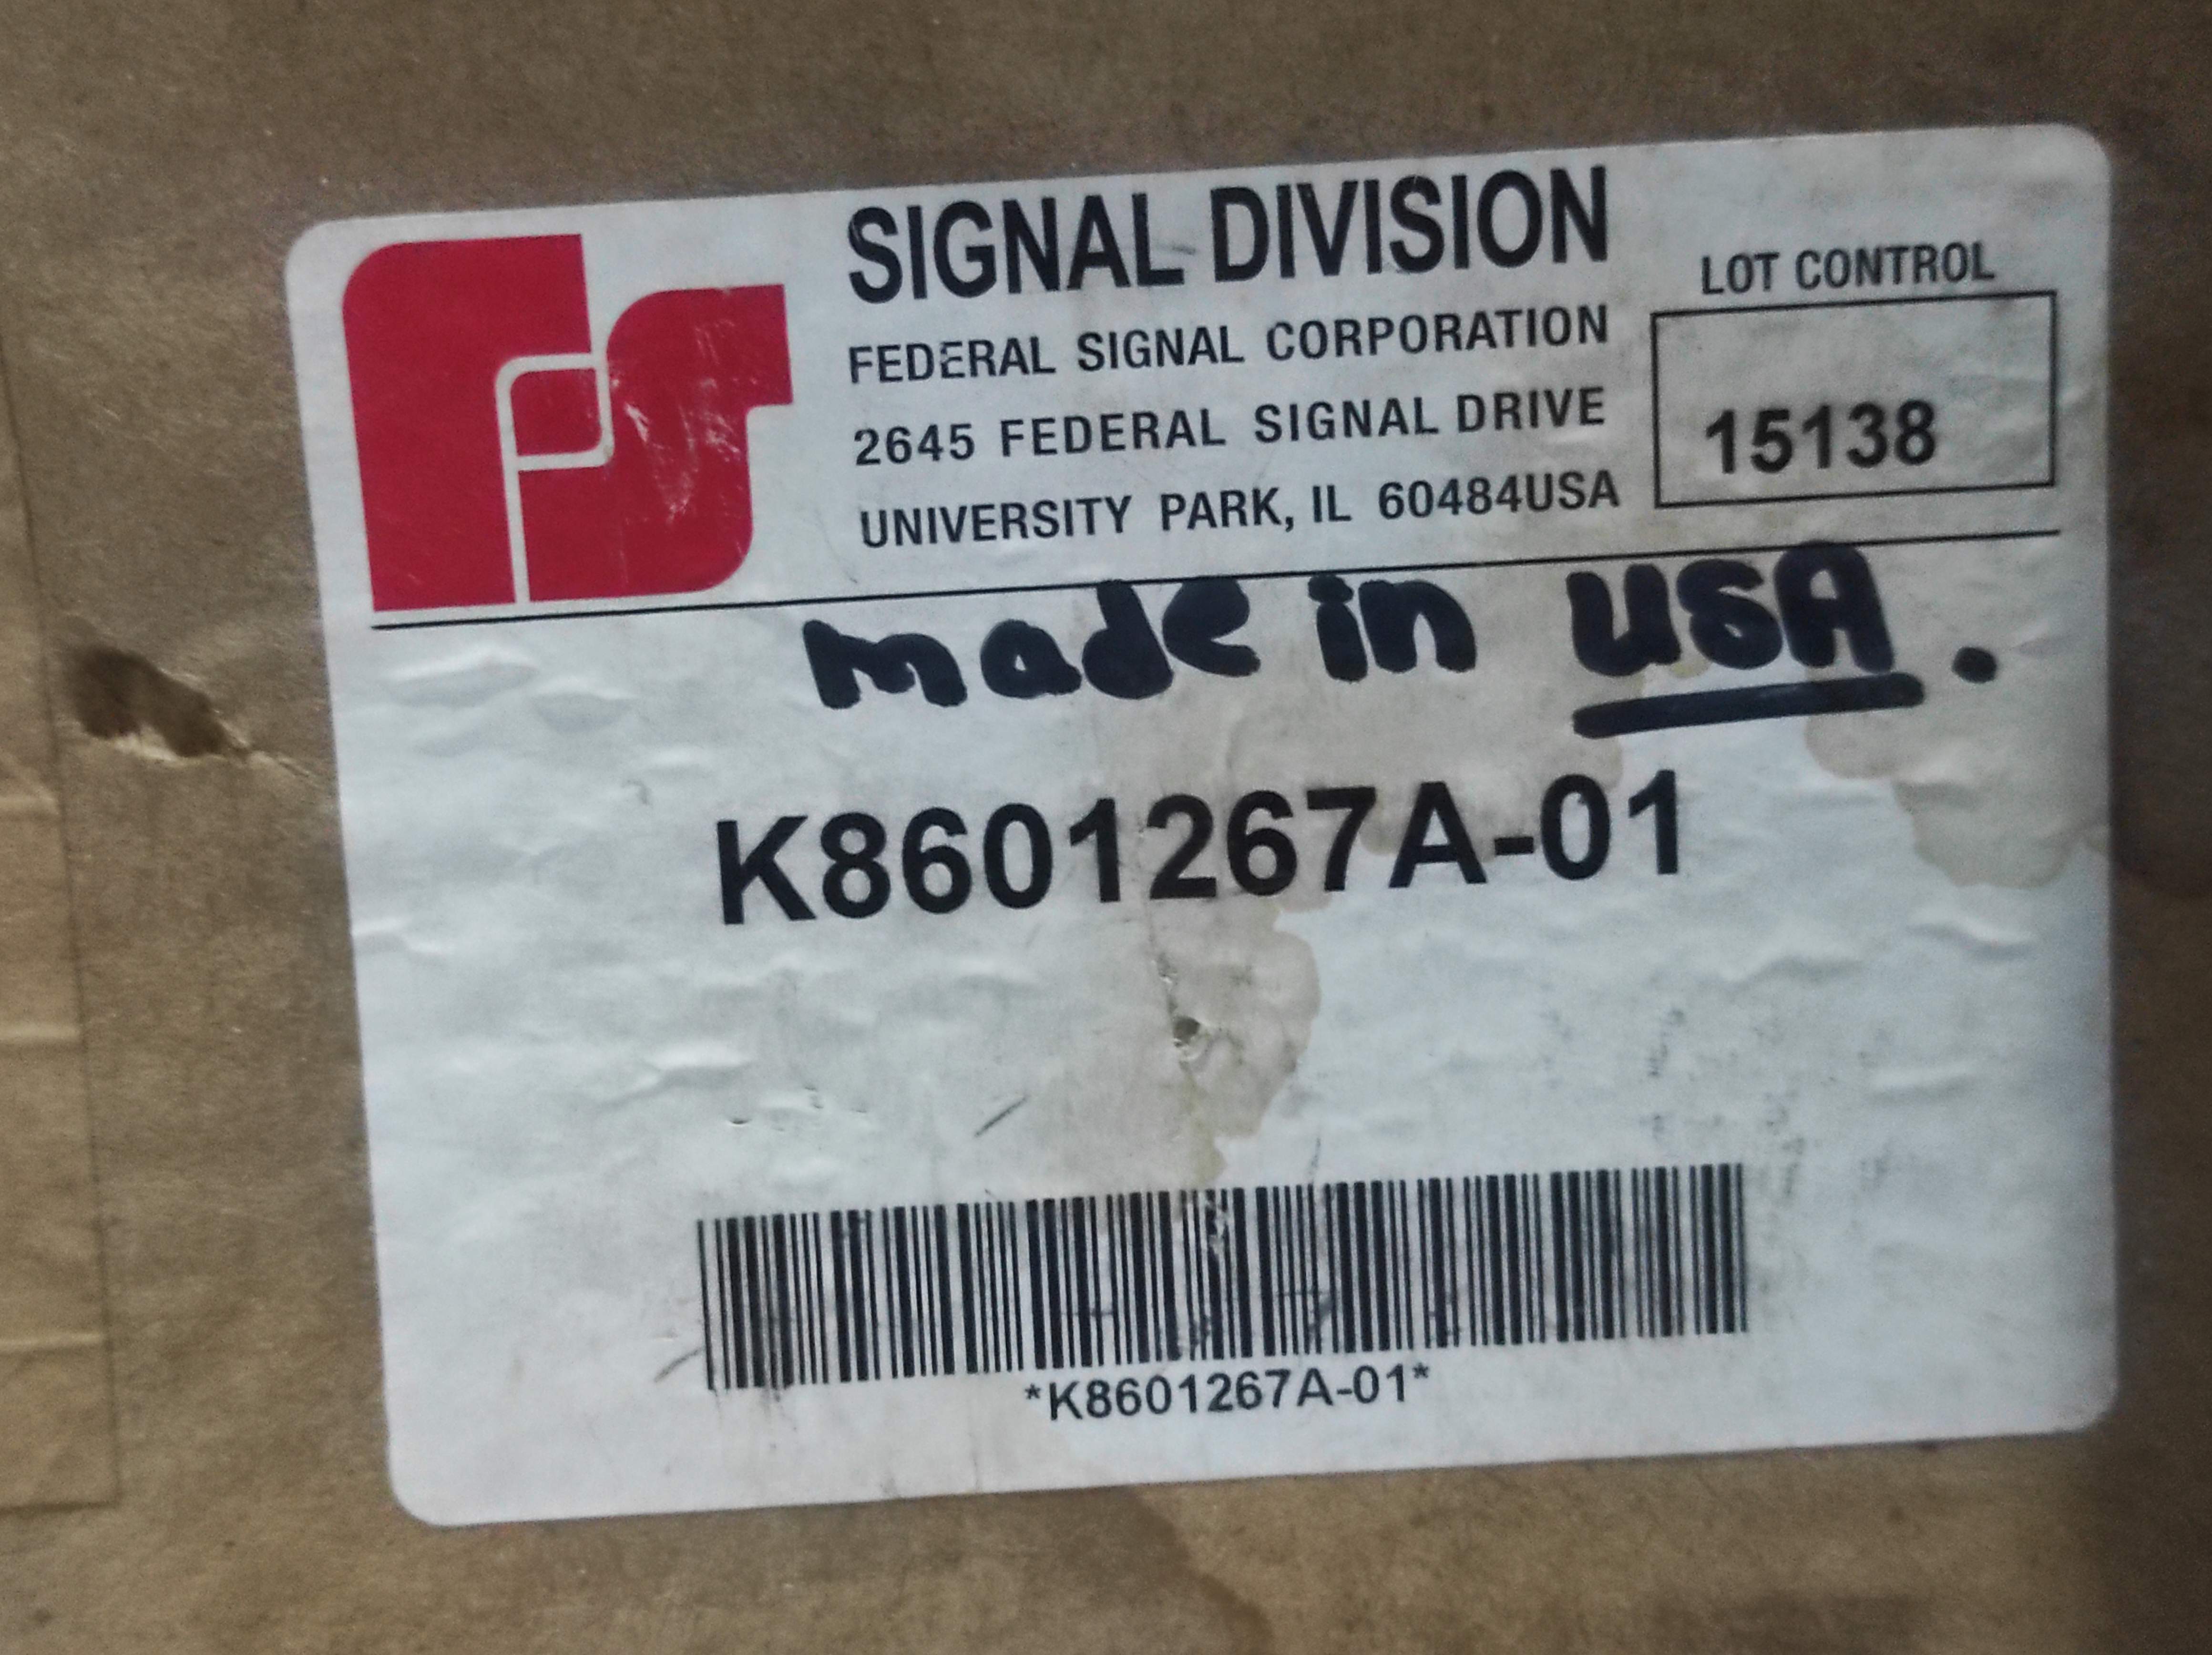 FS
SIGNAL DIVISION
FEDERAL SIGNAL CORPORATION
2645 FEDERAL SIGNAL DRIVE
UNIVERSITY PARK, IL 60484USA
LOT CONTROL
15138
made in USA.
K8601267A-01
*K8601267A-01*